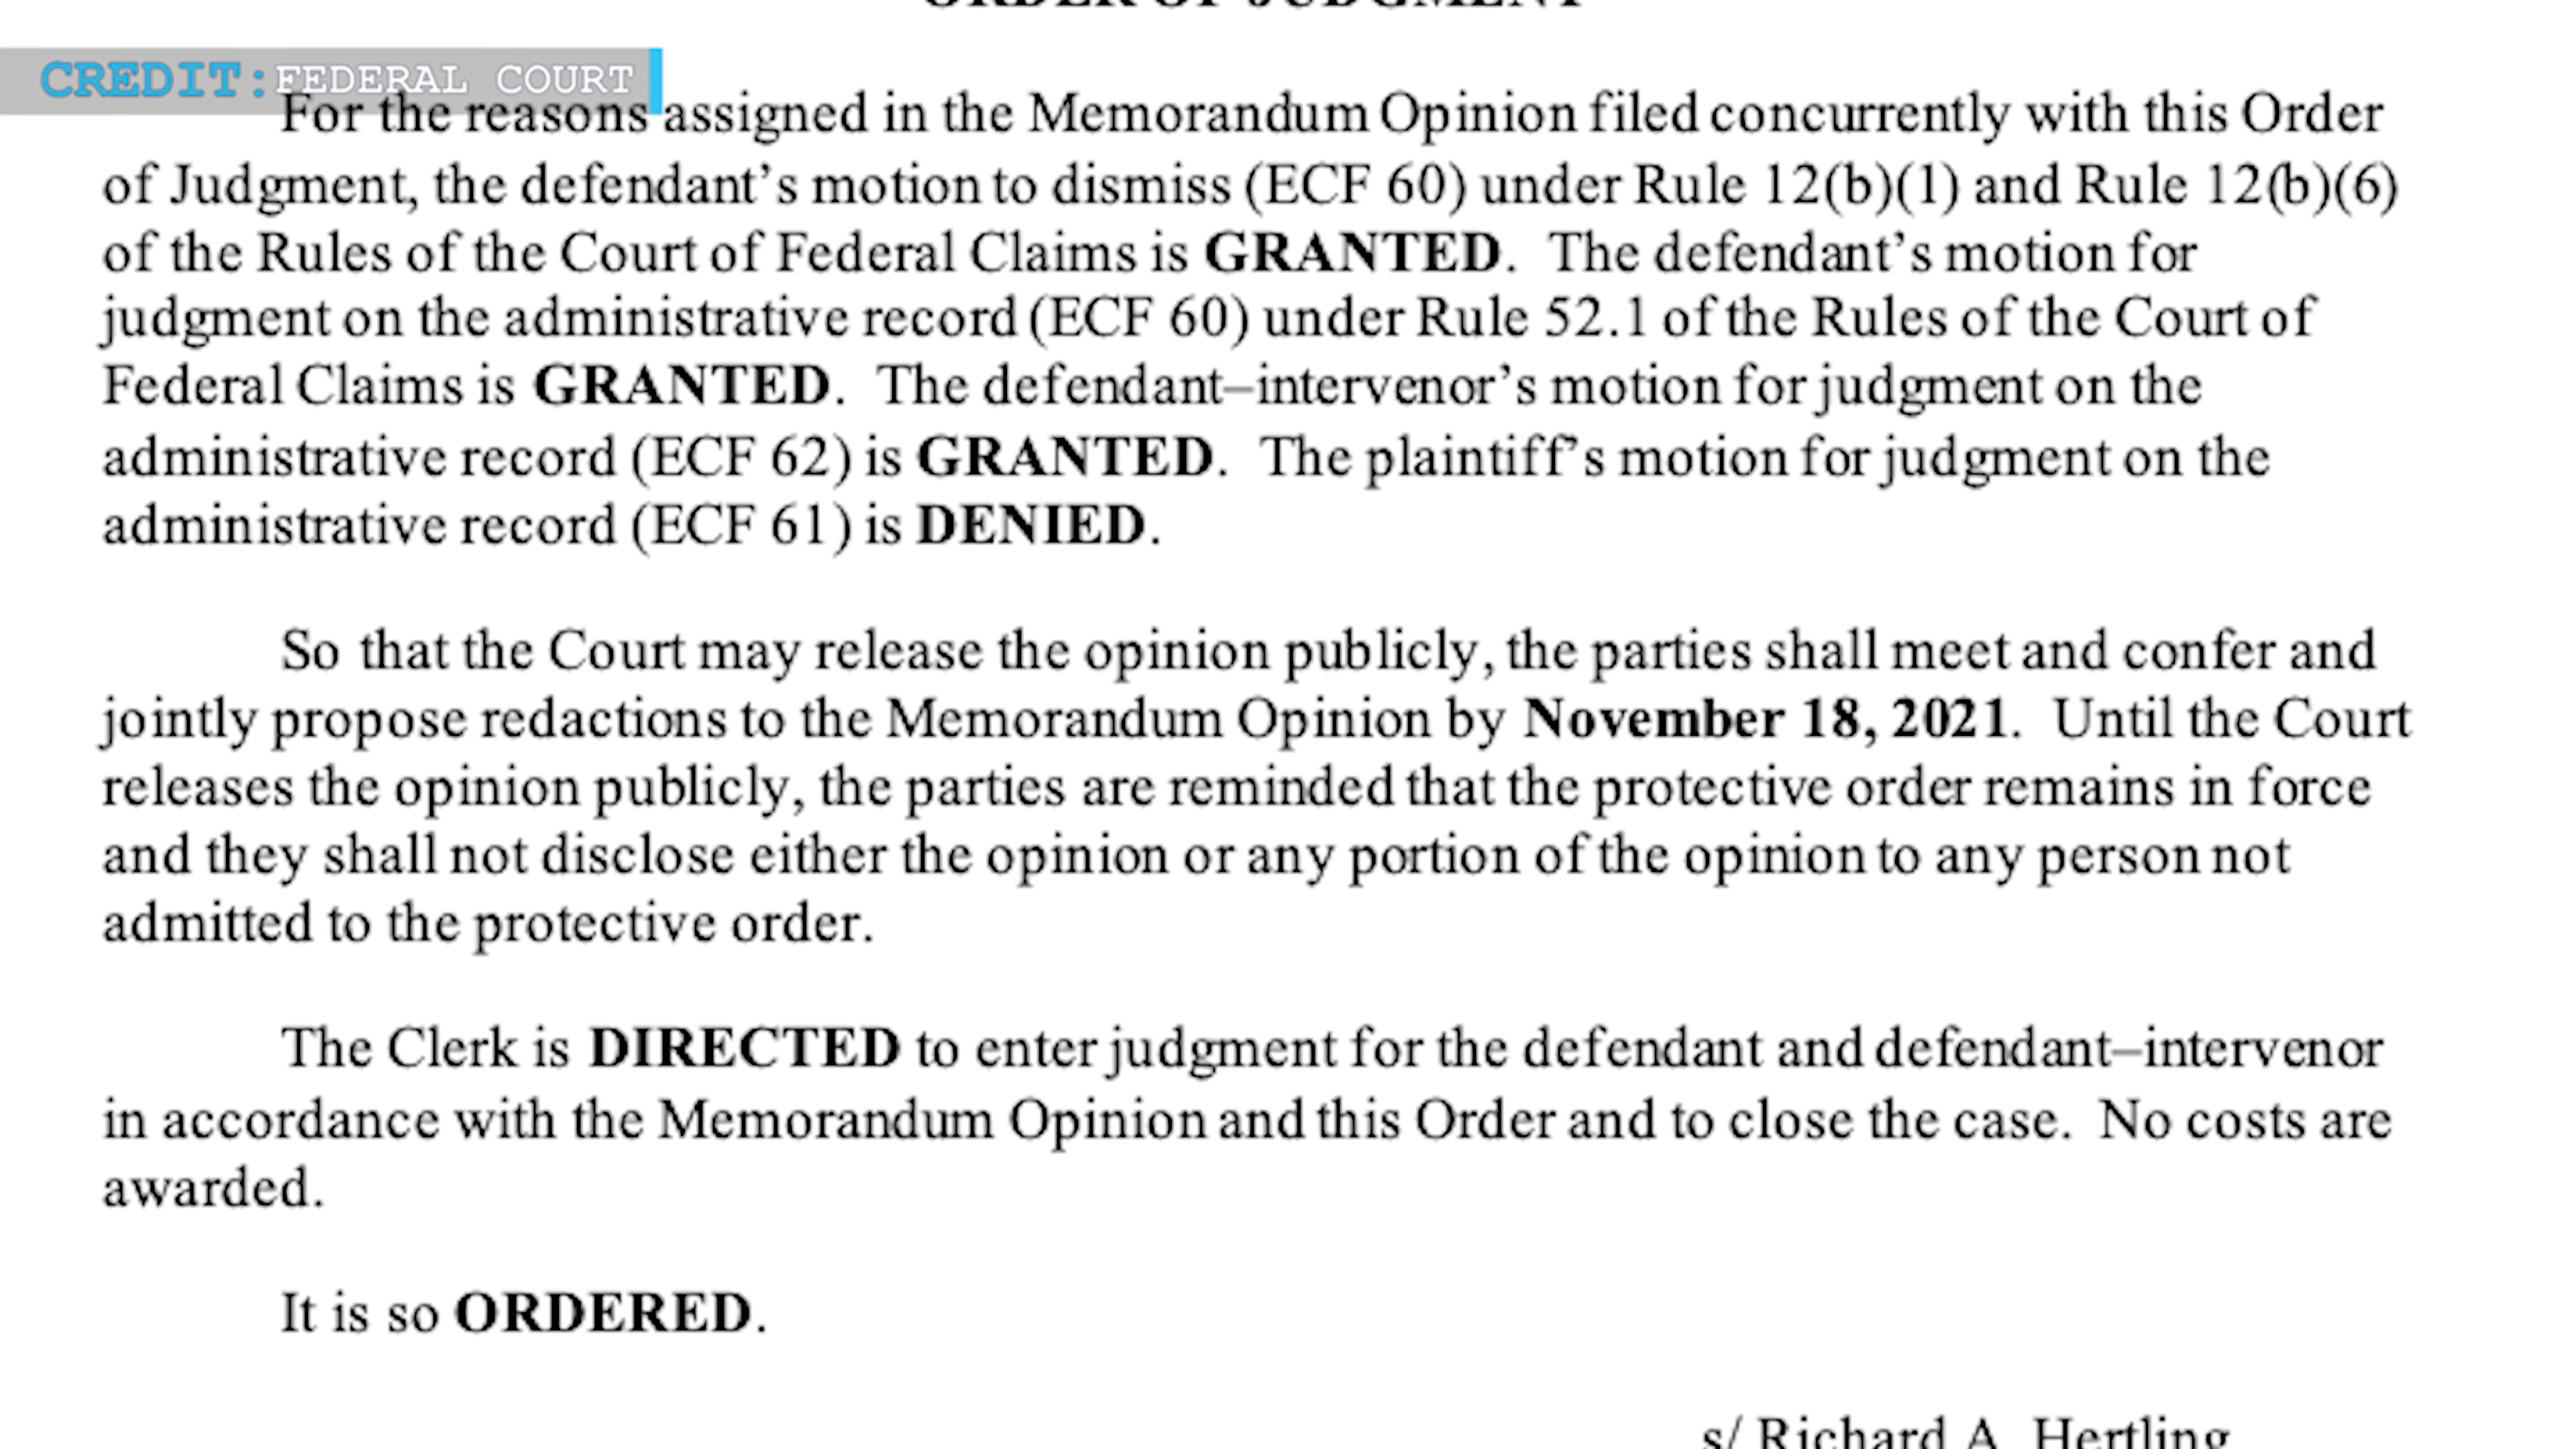 ORDER OF JUDGMENT
CREDIT: FEDERAL COURT
For the reasons assigned in the Memorandum Opinion filed concurrently with this Order
of Judgment, the defendant’s motion to dismiss (ECF 60) under Rule 12(b)(1) and Rule 12(b)(6)
of the Rules of the Court of Federal Claims is GRANTED. The defendant’s motion for
judgment on the administrative record (ECF 60) under Rule 52.1 of the Rules of the Court of
Federal Claims is GRANTED. The defendant–intervenor’s motion for judgment on the
administrative record (ECF 62) is GRANTED. The plaintiff’s motion for judgment on the
administrative record (ECF 61) is DENIED.
So that the Court may release the opinion publicly, the parties shall meet and confer and
jointly propose redactions to the Memorandum Opinion by November 18, 2021. Until the Court
releases the opinion publicly, the parties are reminded that the protective order remains in force
and they shall not disclose either the opinion or any portion of the opinion to any person not
admitted to the protective order.
The Clerk is DIRECTED to enter judgment for the defendant and defendant–intervenor
in accordance with the Memorandum Opinion and this Order and to close the case. No costs are
awarded.
It is so ORDERED.
s/ Richard A. Hertling